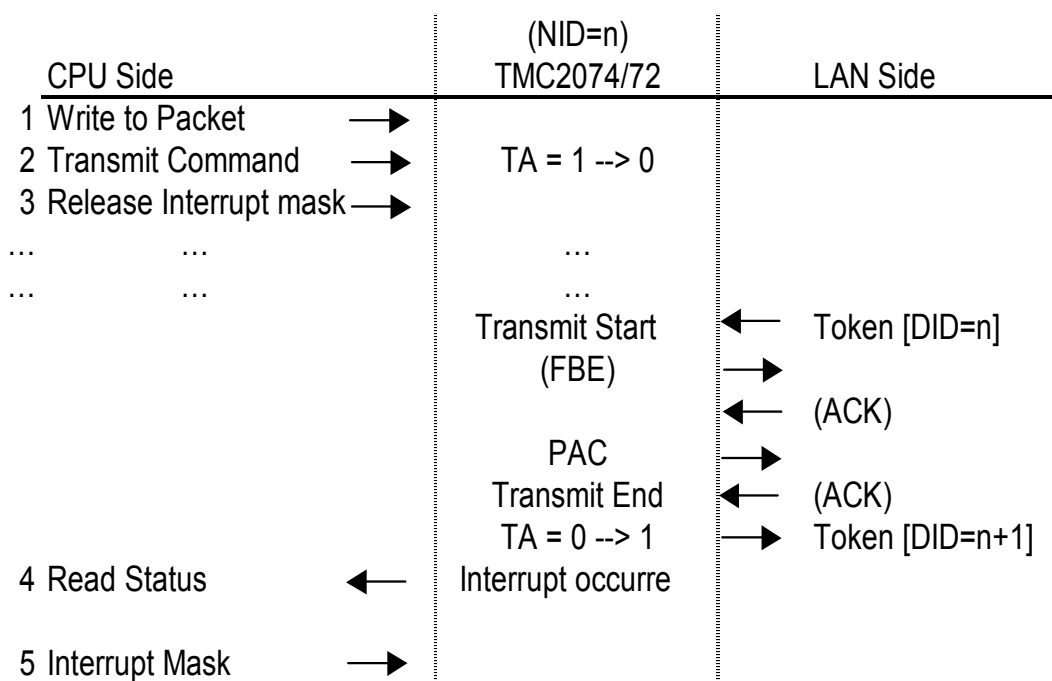 (NID=n)
CPU Side TMC2074/72 LAN Side
1 Write to Packet
2 Transmit Command TA = 1 --> 0
3 Release Interrupt mask
... ... ...
... ... ...
Transmit Start Token [DID=n]
(FBE)
(ACK)
PAC
Transmit End (ACK)
TA = 0 --> 1 Token [DID=n+1]
4 Read Status Interrupt occurre
5 Interrupt Mask